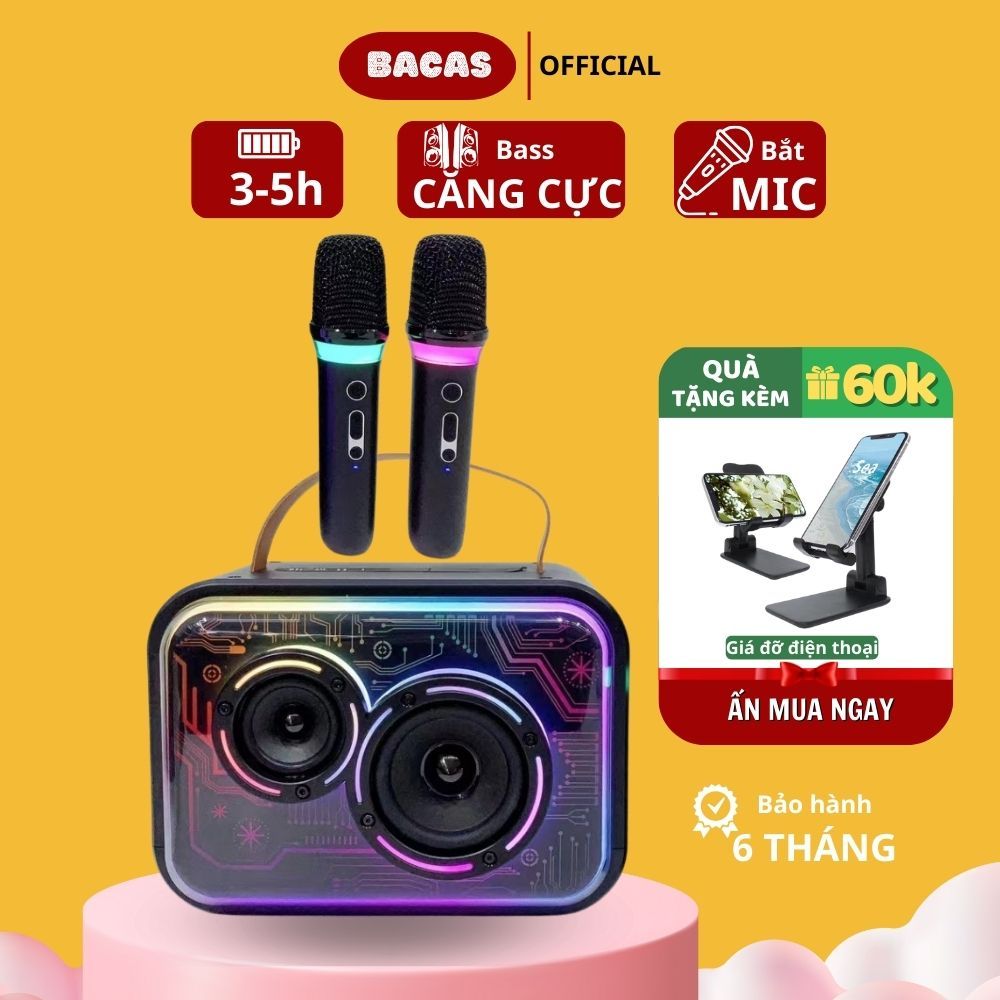 BACAS
OFFICIAL
3-5h
Bass
CĂNG CỰC
Bắt
MIC
QUÀ
TẶNG KÈM
60k
Sea
Giá đỡ điện thoại
ẤN MUA NGAY
Bảo hành
6 THÁNG